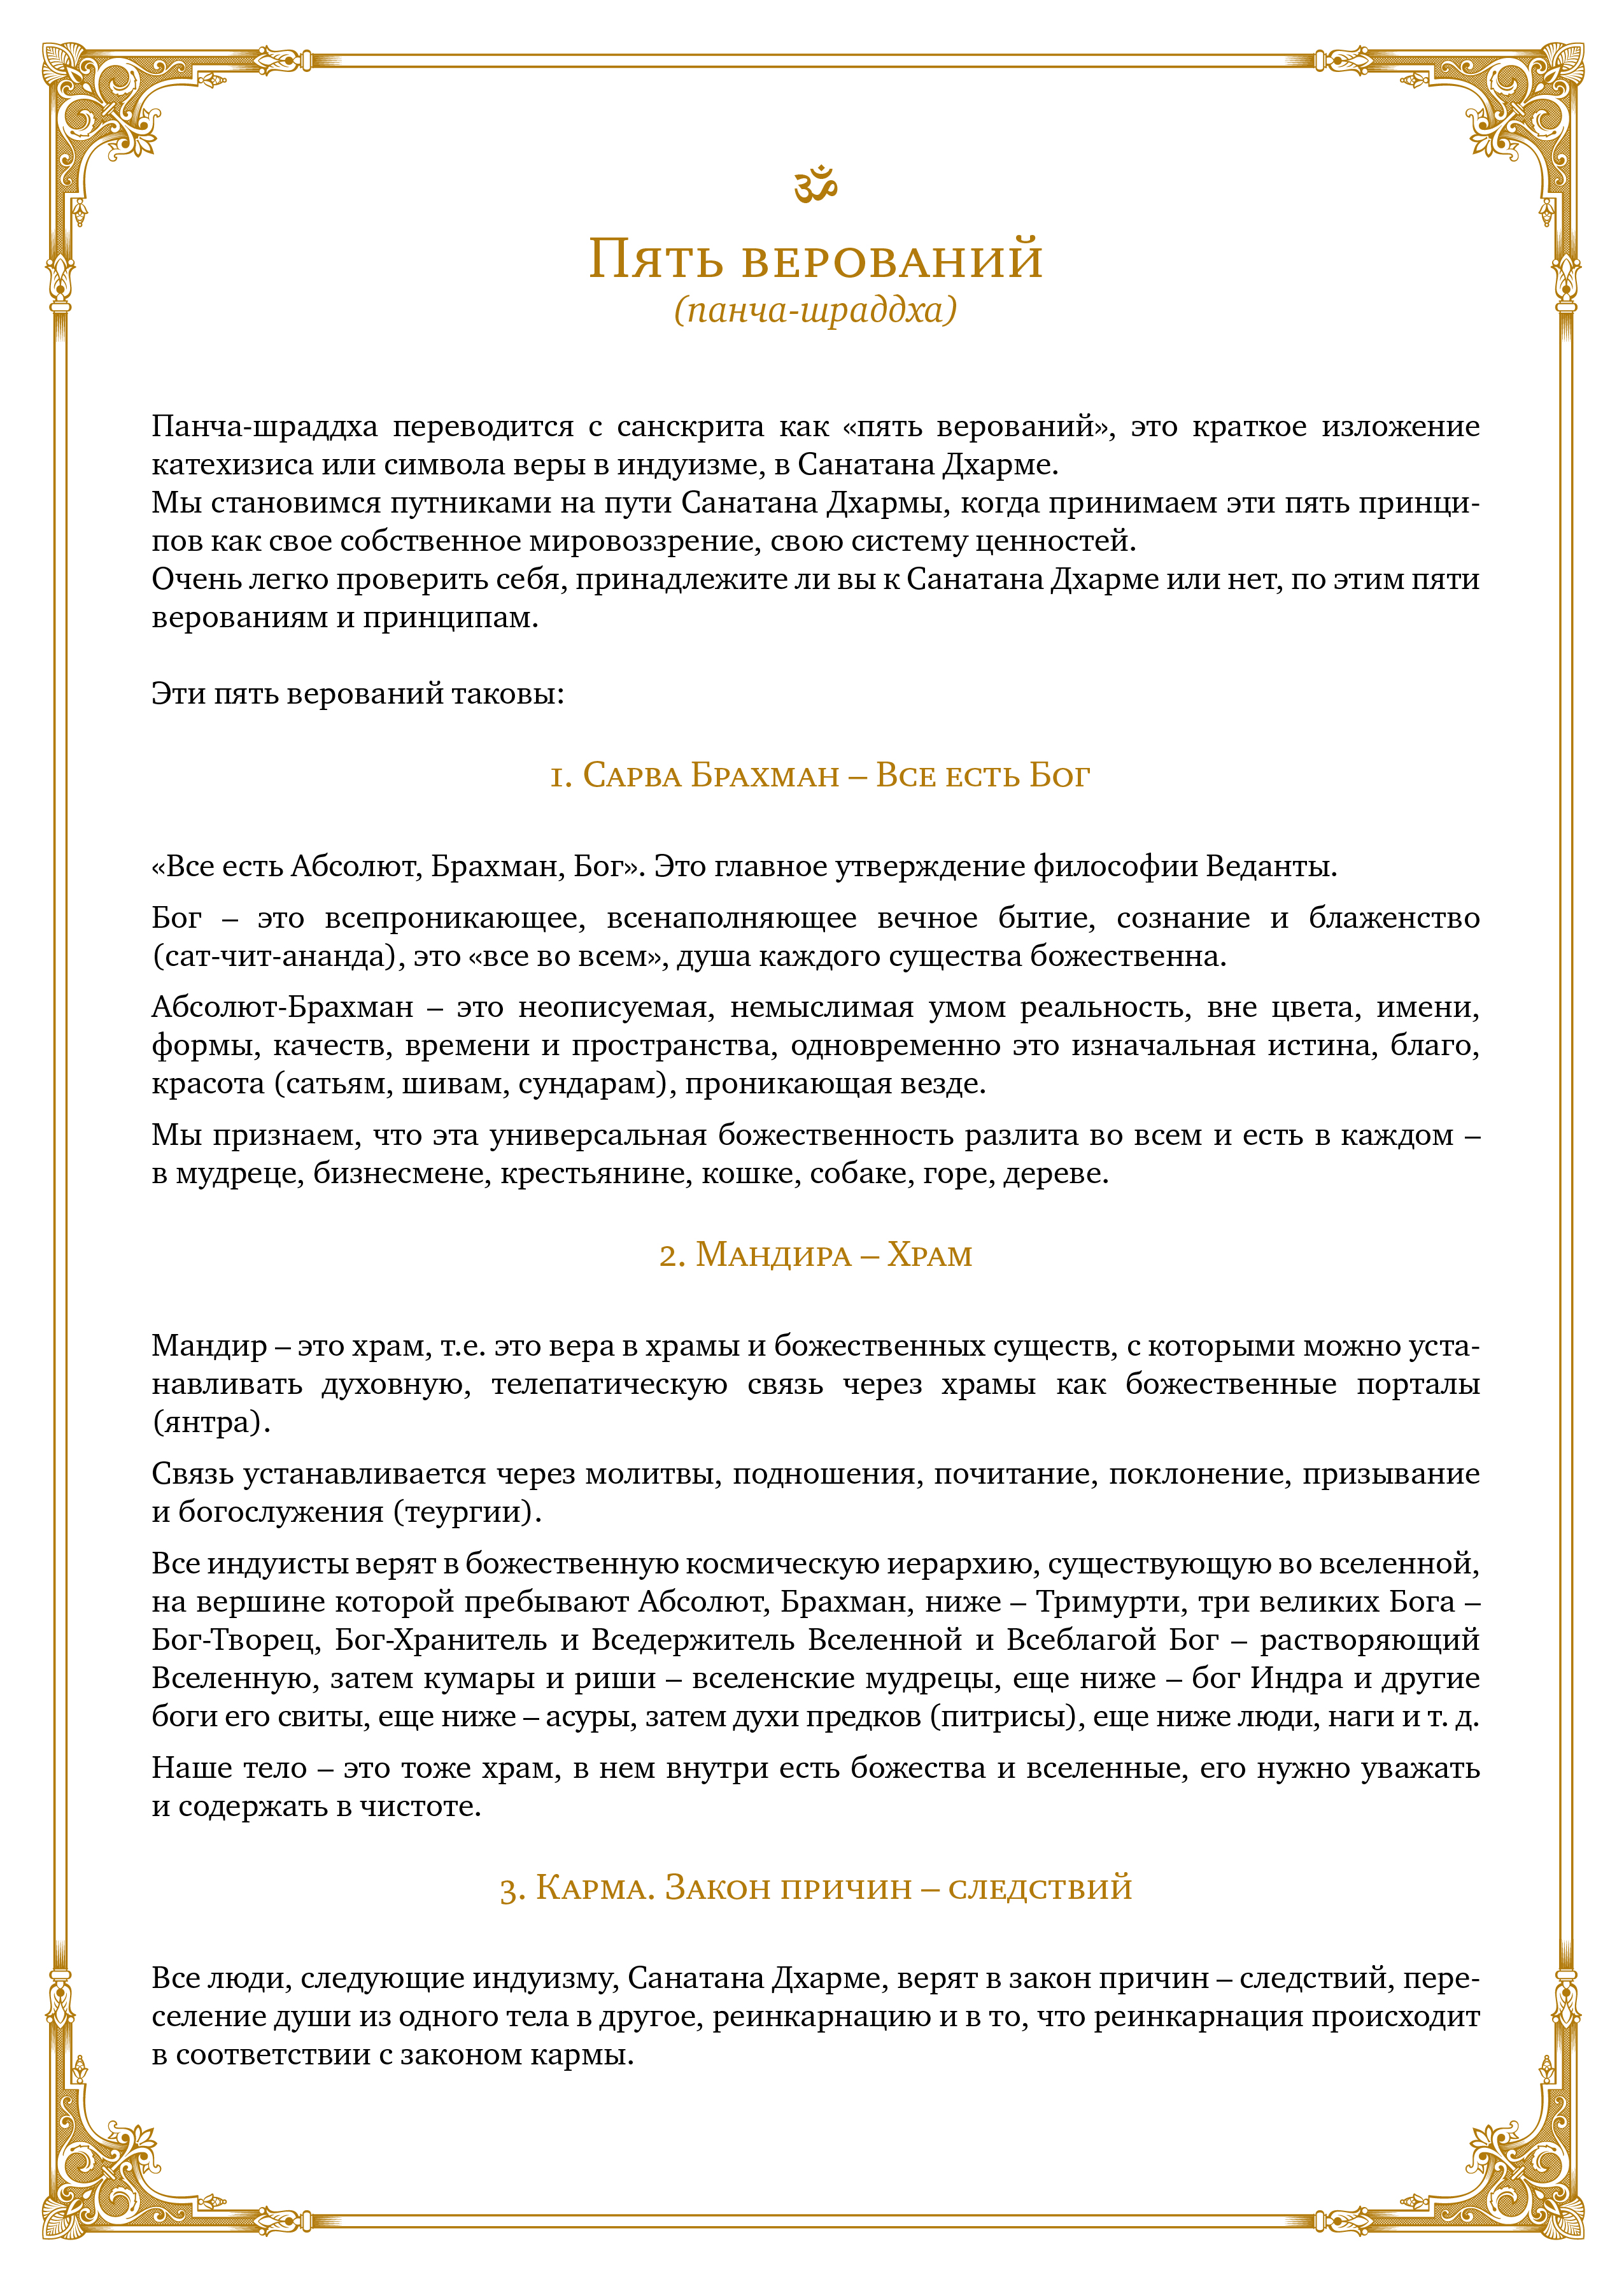 ॐ
Пять верований
(панча-шраддха)
Панча-шраддха переводится с санскрита как «пять верований», это краткое изложение
катехизиса или символа веры в индуизме, в Санатана Дхарме.
Мы становимся путниками на пути Санатана Дхармы, когда принимаем эти пять принци-
пов как свое собственное мировоззрение, свою систему ценностей.
Очень легко проверить себя, принадлежите ли вы к Санатана Дхарме или нет, по этим пяти
верованиям и принципам.
Эти пять верований таковы:
1. Сарва Брахман – Все есть Бог
«Все есть Абсолют, Брахман, Бог». Это главное утверждение философии Веданты.
Бог – это всепроникающее, всенаполняющее вечное бытие, сознание и блаженство
(сат-чит-ананда), это «все во всем», душа каждого существа божественна.
Абсолют-Брахман – это неописуемая, немыслимая умом реальность, вне цвета, имени,
формы, качеств, времени и пространства, одновременно это изначальная истина, благо,
красота (сатьям, шивам, сундарам), проникающая везде.
Мы признаем, что эта универсальная божественность разлита во всем и есть в каждом –
в мудреце, бизнесмене, крестьянине, кошке, собаке, горе, дереве.
2. Мандира – Храм
Мандир – это храм, т.е. это вера в храмы и божественных существ, с которыми можно уста-
навливать духовную, телепатическую связь через храмы как божественные порталы
(янтра).
Связь устанавливается через молитвы, подношения, почитание, поклонение, призывание
и богослужения (теургии).
Все индуисты верят в божественную космическую иерархию, существующую во вселенной,
на вершине которой пребывают Абсолют, Брахман, ниже – Тримурти, три великих Бога –
Бог-Творец, Бог-Хранитель и Вседержитель Вселенной и Всеблагой Бог – растворяющий
Вселенную, затем кумары и риши – вселенские мудрецы, еще ниже – бог Индра и другие
боги его свиты, еще ниже – асуры, затем духи предков (питрисы), еще ниже люди, наги и т. д.
Наше тело – это тоже храм, в нем внутри есть божества и вселенные, его нужно уважать
и содержать в чистоте.
3. Карма. Закон причин – следствий
Все люди, следующие индуизму, Санатана Дхарме, верят в закон причин – следствий, пере-
селение души из одного тела в другое, реинкарнацию и в то, что реинкарнация происходит
в соответствии с законом кармы.